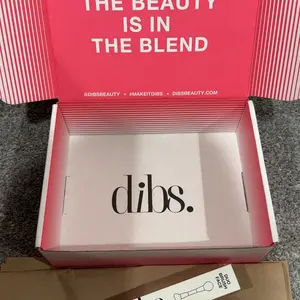 THE BEAUTY
IS IN
THE BLEND
@DIBSBEAUTY • #MAKEITDIBS • DIBSBEAUTY.COM
dibs.